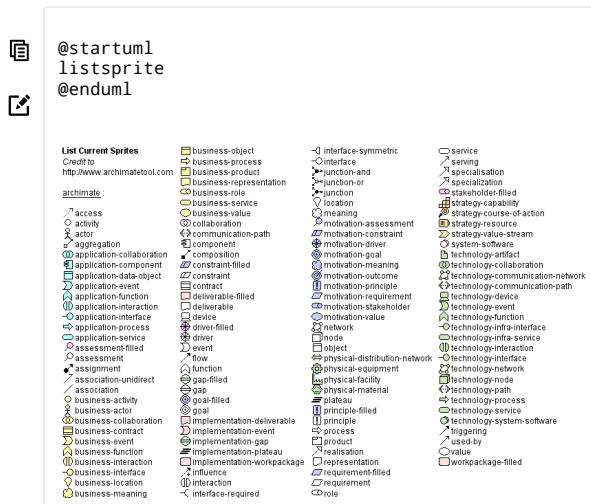 @startuml
listsprite
@enduml
List Current Sprites
Credit to
http://www.archimatetool.com
archimate :
access
activity
actor
aggregation
application-collaboration
application-component
application-data-object
application-event
application-function
application-interaction
application-interface
application-process
application-service
assessment-filled
assessment
assignment
association-unidirect
association
business-activity
business-actor
business-collaboration
business-contract
business-event
business-function
business-interaction
business-interface
business-location
business-meaning
business-object
business-process
business-product
business-representation
business-role
business-service
business-value
collaboration
communication-path
component
composition
constraint-filled
constraint
contract
deliverable-filled
deliverable
device
driver-filled
driver
event
flow
function
gap-filled
gap
goal-filled
goal
implementation-deliverable
implementation-event
implementation-gap
implementation-plateau
implementation-workpackage
influence
interaction
interface-required
interface-symmetric
interface
junction-and
junction-or
junction
location
meaning
motivation-assessment
motivation-constraint
motivation-driver
motivation-goal
motivation-meaning
motivation-outcome
motivation-principle
motivation-requirement
motivation-stakeholder
motivation-value
network
node
object
physical-distribution-network
physical-equipment
physical-facility
physical-material
plateau
principle-filled
principle
process
product
realisation
representation
requirement-filled
requirement
role
service
serving
specialisation
specialization
stakeholder-filled
strategy-capability
strategy-course-of-action
strategy-resource
strategy-value-stream
system-software
technology-artifact
technology-collaboration
technology-communication-network
technology-communication-path
technology-device
technology-event
technology-function
technology-infra-interface
technology-infra-service
technology-interaction
technology-interface
technology-network
technology-node
technology-path
technology-process
technology-service
technology-system-software
triggering
used-by
value
workpackage-filled